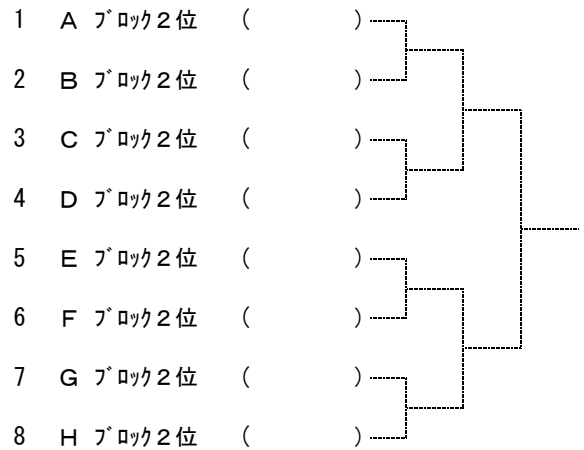 1 Ａ ﾌﾞﾛｯｸ２位 ( )
2 Ｂ ﾌﾞﾛｯｸ２位 ( )
3 Ｃ ﾌﾞﾛｯｸ２位 ( )
4 Ｄ ﾌﾞﾛｯｸ２位 ( )
5 Ｅ ﾌﾞﾛｯｸ２位 ( )
6 Ｆ ﾌﾞﾛｯｸ２位 ( )
7 Ｇ ﾌﾞﾛｯｸ２位 ( )
8 Ｈ ﾌﾞﾛｯｸ２位 ( )